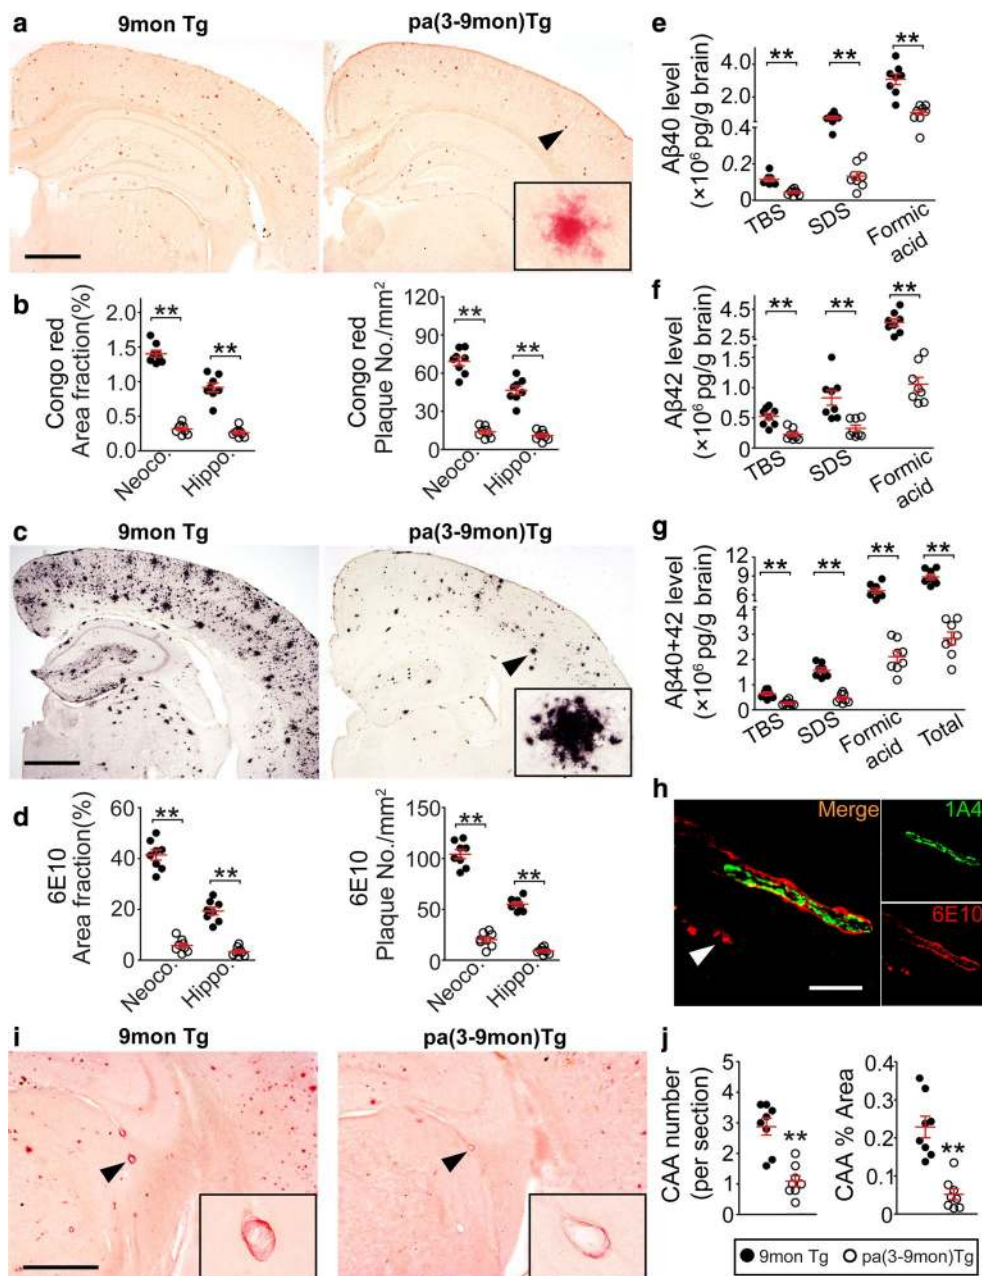 a
9mon Tg
pa(3-9mon)Tg
b
Congo red
Area fraction(%)
2.0
1.5
1.0
0.5
0.0
**
**
Neoco.
Hippo.
Congo red
Plaque No./mm²
120
90
60
30
0
**
**
Neoco.
Hippo.
c
9mon Tg
pa(3-9mon)Tg
d
6E10
Area fraction(%)
60
40
20
0
**
**
Neoco.
Hippo.
6E10
Plaque No./mm²
150
100
50
0
**
**
Neoco.
Hippo.
e
Aβ40 level
(×10⁶ pg/g brain)
4.0
2.0
0.4
0.2
0
**
**
**
TBS
SDS
Formic
acid
f
Aβ42 level
(×10⁶ pg/g brain)
4.5
2.5
1.5
1.0
0.5
0
**
**
**
TBS
SDS
Formic
acid
g
Aβ40+42 level
(×10⁶ pg/g brain)
12
9
6
4
3
2
1
0
**
**
**
**
TBS
SDS
Formic
acid
Total
h
Merge
1A4
6E10
i
9mon Tg
pa(3-9mon)Tg
j
CAA number
(per section)
5
4
3
2
1
0
**
CAA % Area
0.4
0.3
0.2
0.1
0
**
9mon Tg
pa(3-9mon)Tg